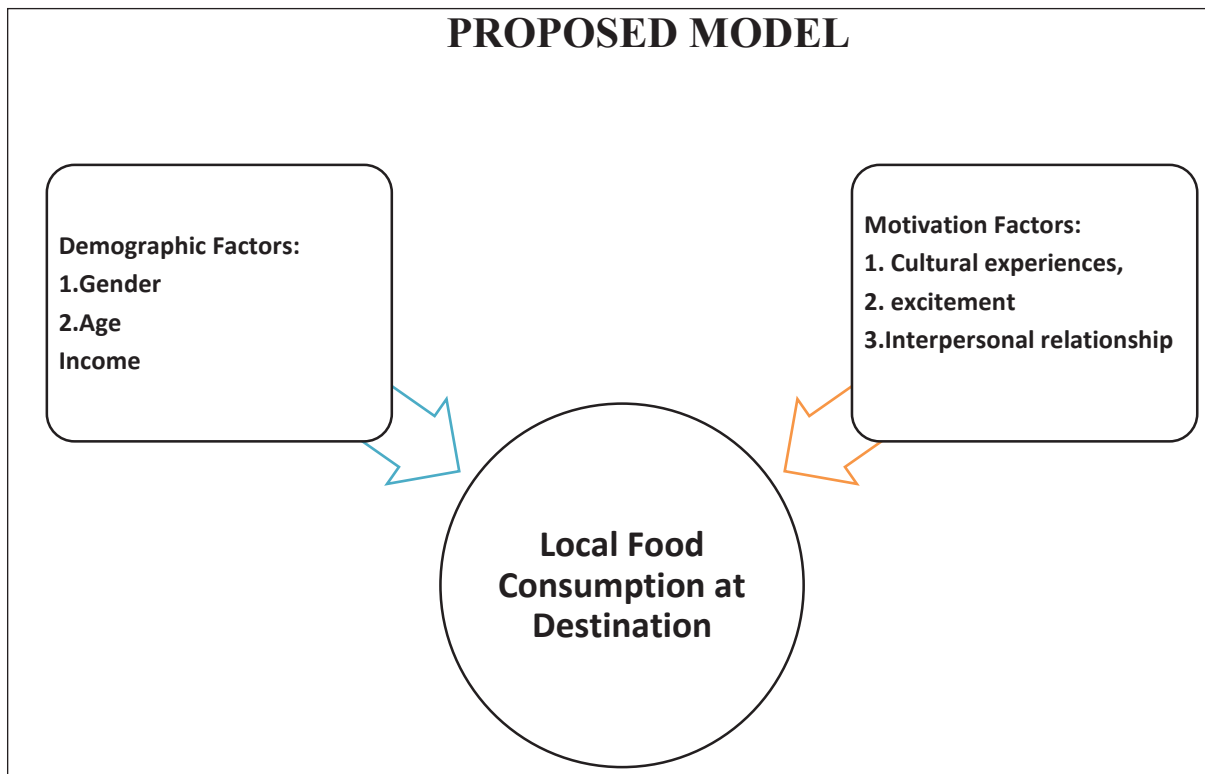 PROPOSED MODEL
Demographic Factors:
1.Gender
2.Age
Income
Motivation Factors:
1. Cultural experiences,
2. excitement
3.Interpersonal relationship
Local Food
Consumption at
Destination